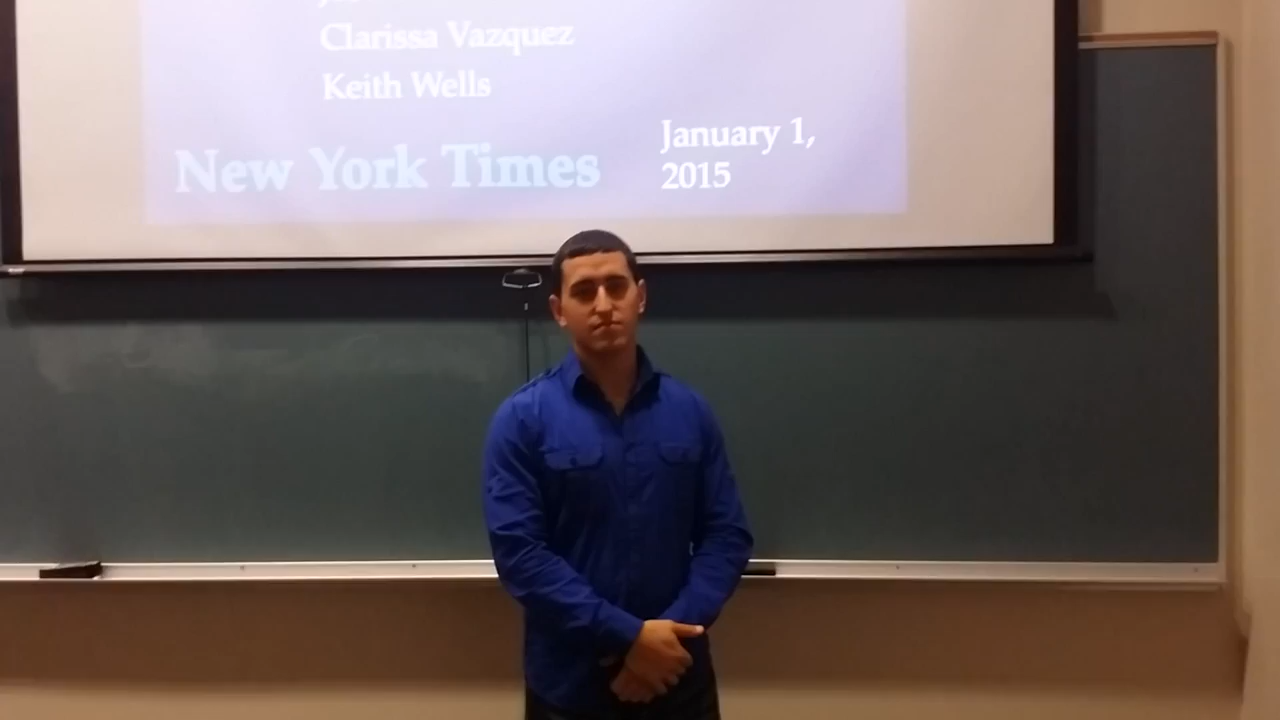 Clarissa Vazquez
Keith Wells
New York Times
January 1,
2015